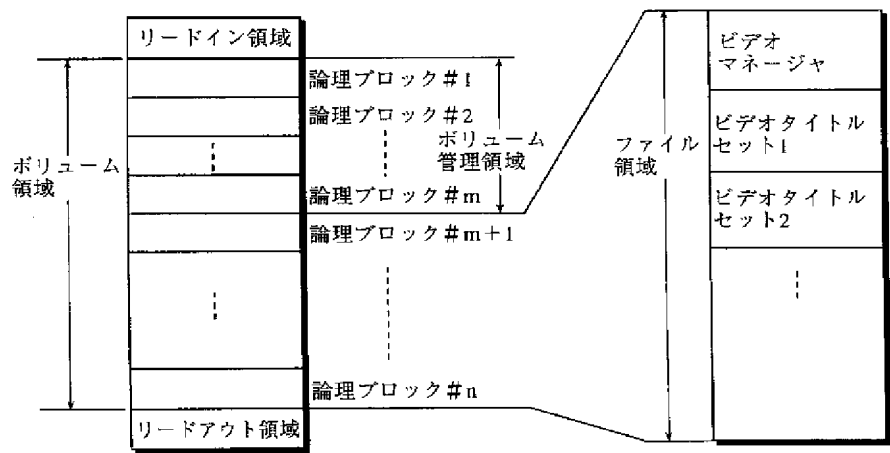 リードイン領域
論理ブロック#1
論理ブロック#2
ボリューム
管理領域
ボリューム
領域
論理ブロック#m
論理ブロック#m+1
論理ブロック#n
リードアウト領域
ファイル
領域
ビデオ
マネージャ
ビデオタイトル
セット1
ビデオタイトル
セット2